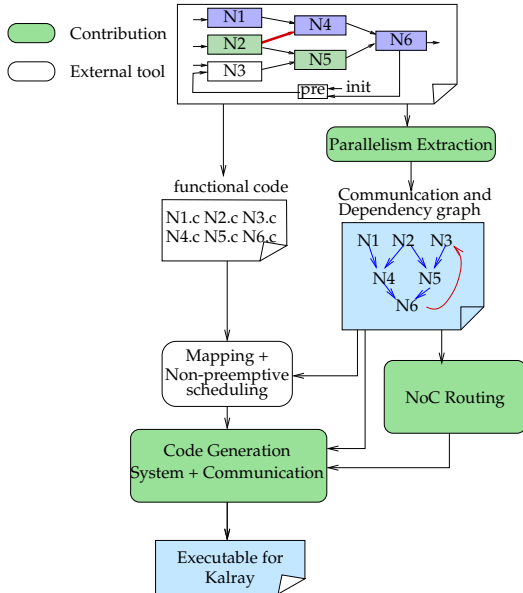 Contribution
External tool
N1
N4
N6
N2
N5
N3
pre
init
Parallelism Extraction
functional code
N1.c N2.c N3.c
N4.c N5.c N6.c
Communication and
Dependency graph
N1 N2 N3
N4 N5
N6
Mapping +
Non-preemptive
scheduling
NoC Routing
Code Generation
System + Communication
Executable for
Kalray